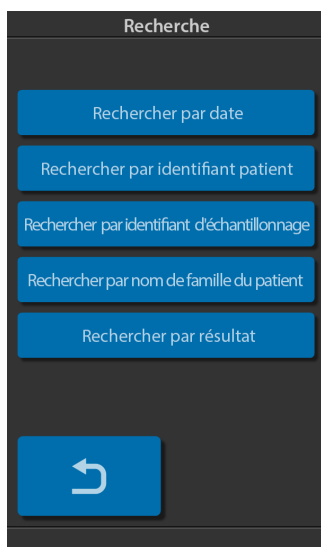 Recherche
Rechercher par date
Rechercher par identifiant patient
Rechercher par identifiant d'échantillonnage
Rechercher par nom de famille du patient
Rechercher par résultat